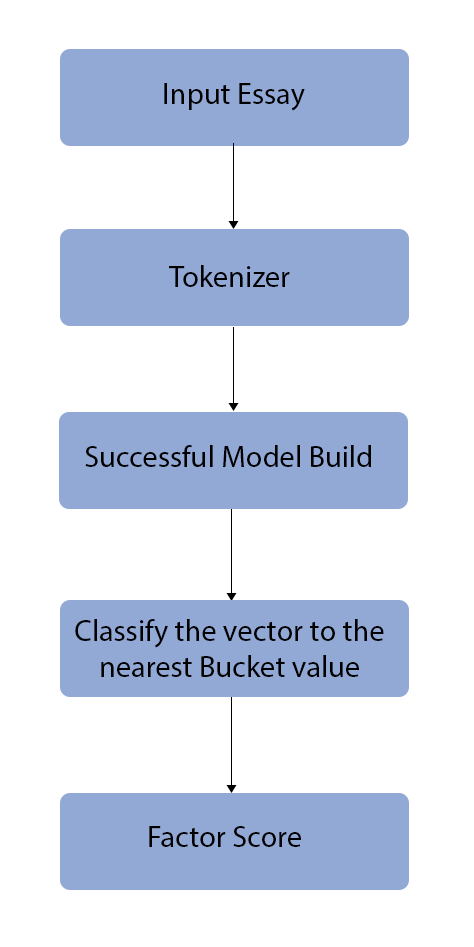 Input Essay
Tokenizer
Successful Model Build
Classify the vector to the
nearest Bucket value
Factor Score